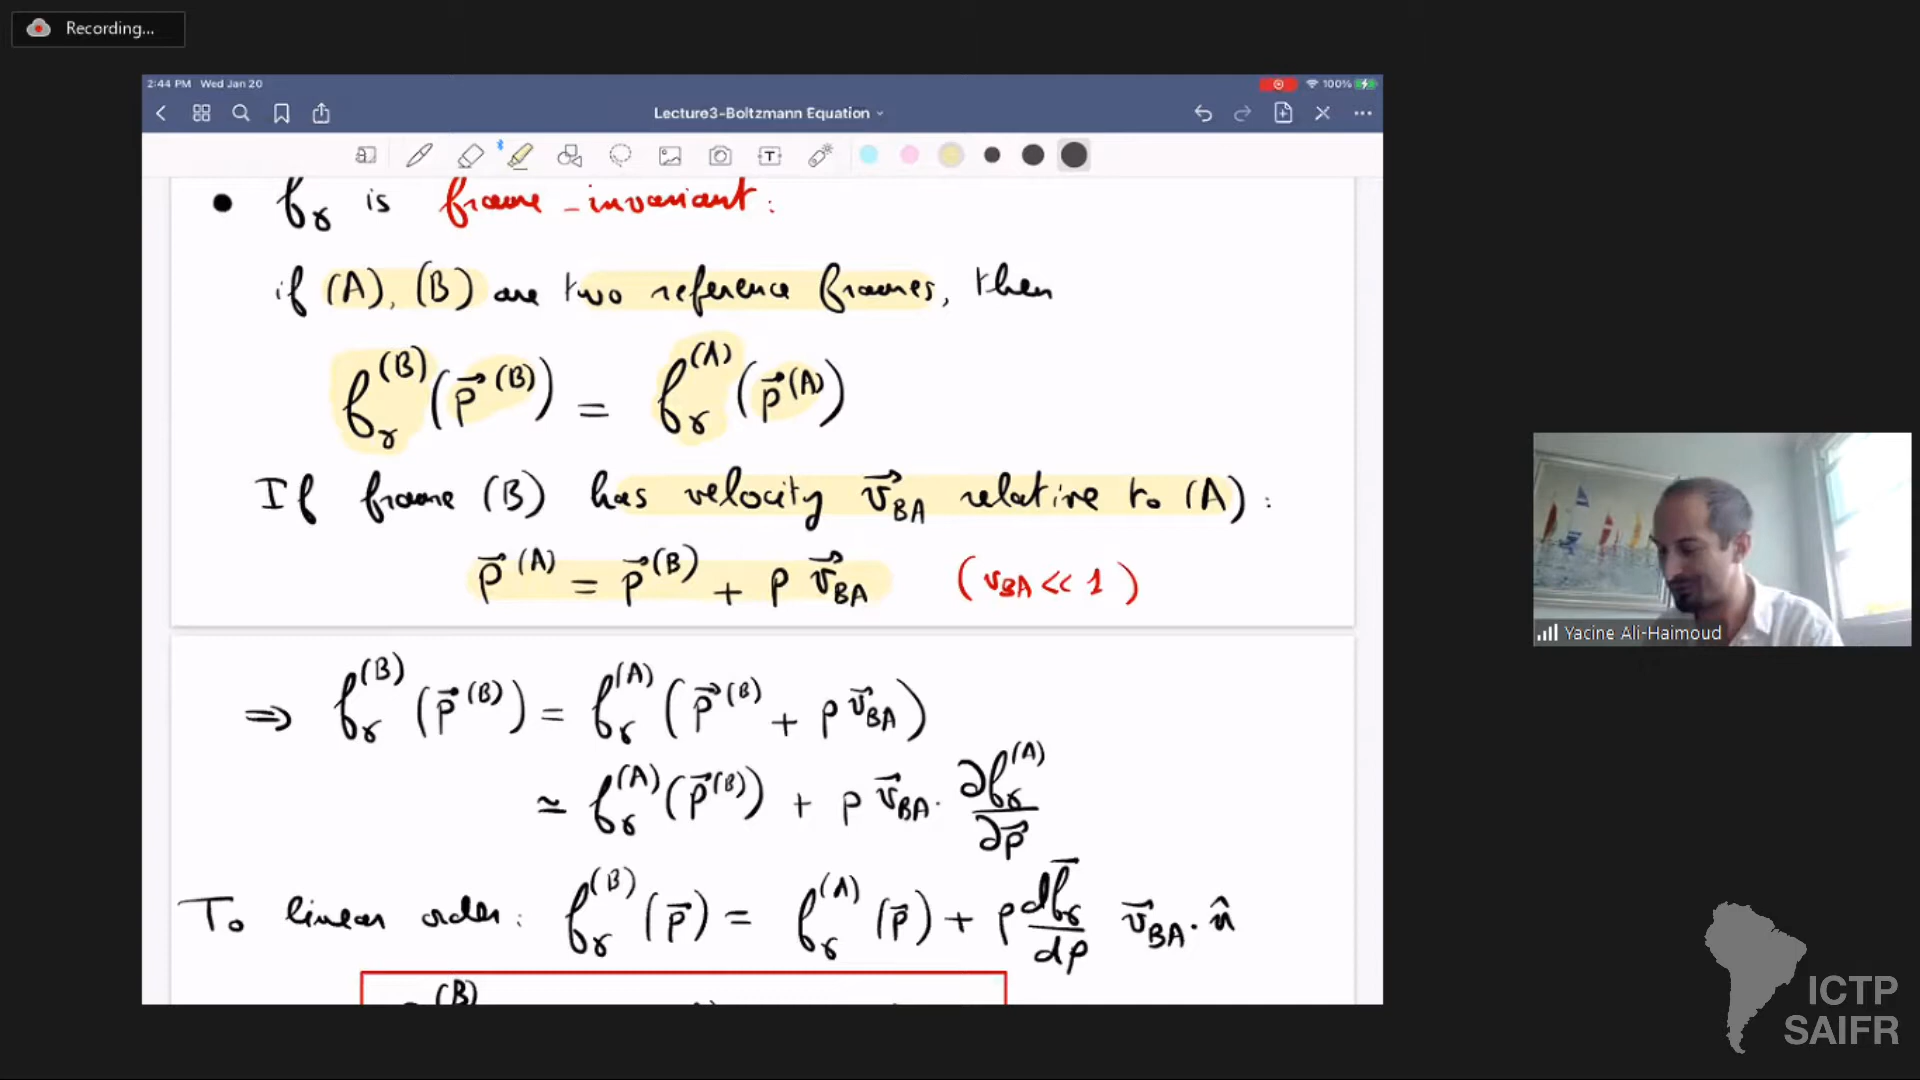 Recording...
2:44 PM Wed Jan 20
100%
Lecture3-Boltzmann Equation
• f_γ is frame-invariant:
if (A), (B) are two reference frames, then
f_γ^(B)(p⃗^(B)) = f_γ^(A)(p⃗^(A))
If frame (B) has velocity v⃗_BA relative to (A):
p⃗^(A) = p⃗^(B) + p v⃗_BA (v_BA << 1)
⇒ f_γ^(B)(p⃗^(B)) = f_γ^(A)(p⃗^(B) + p v⃗_BA)
≃ f_γ^(A)(p⃗^(B)) + p v⃗_BA · ∂f_γ^(A)/∂p⃗
To linear order: f_γ^(B)(p⃗) = f_γ^(A)(p⃗) + p df̄_γ/dp v⃗_BA · n̂
(B)
Yacine Ali-Haimoud
ICTP
SAIFR